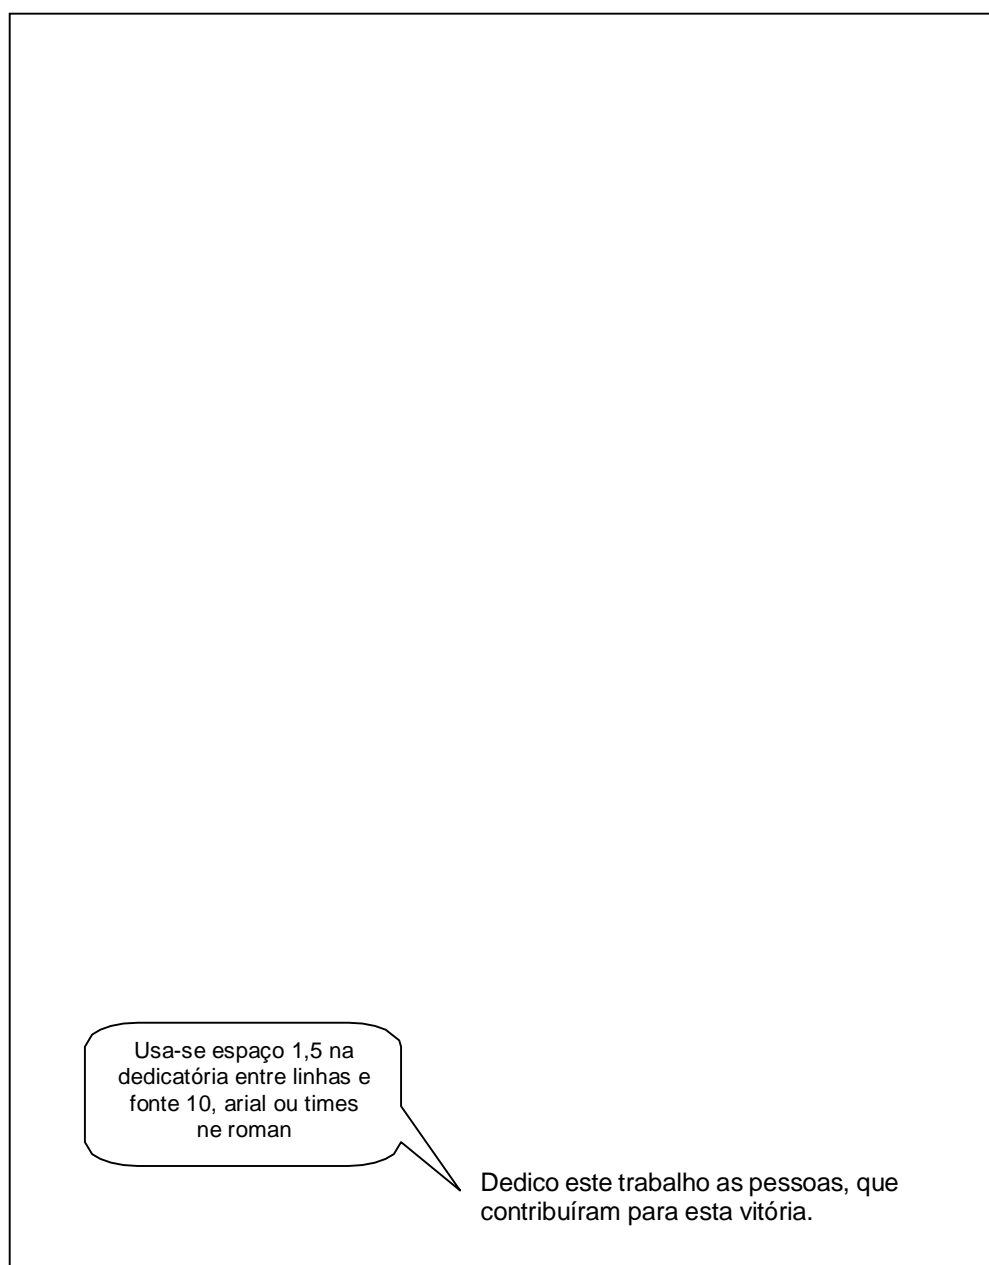 Usa-se espaço 1,5 na
dedicatória entre linhas e
fonte 10, arial ou times
ne roman
Dedico este trabalho as pessoas, que
contribuíram para esta vitória.